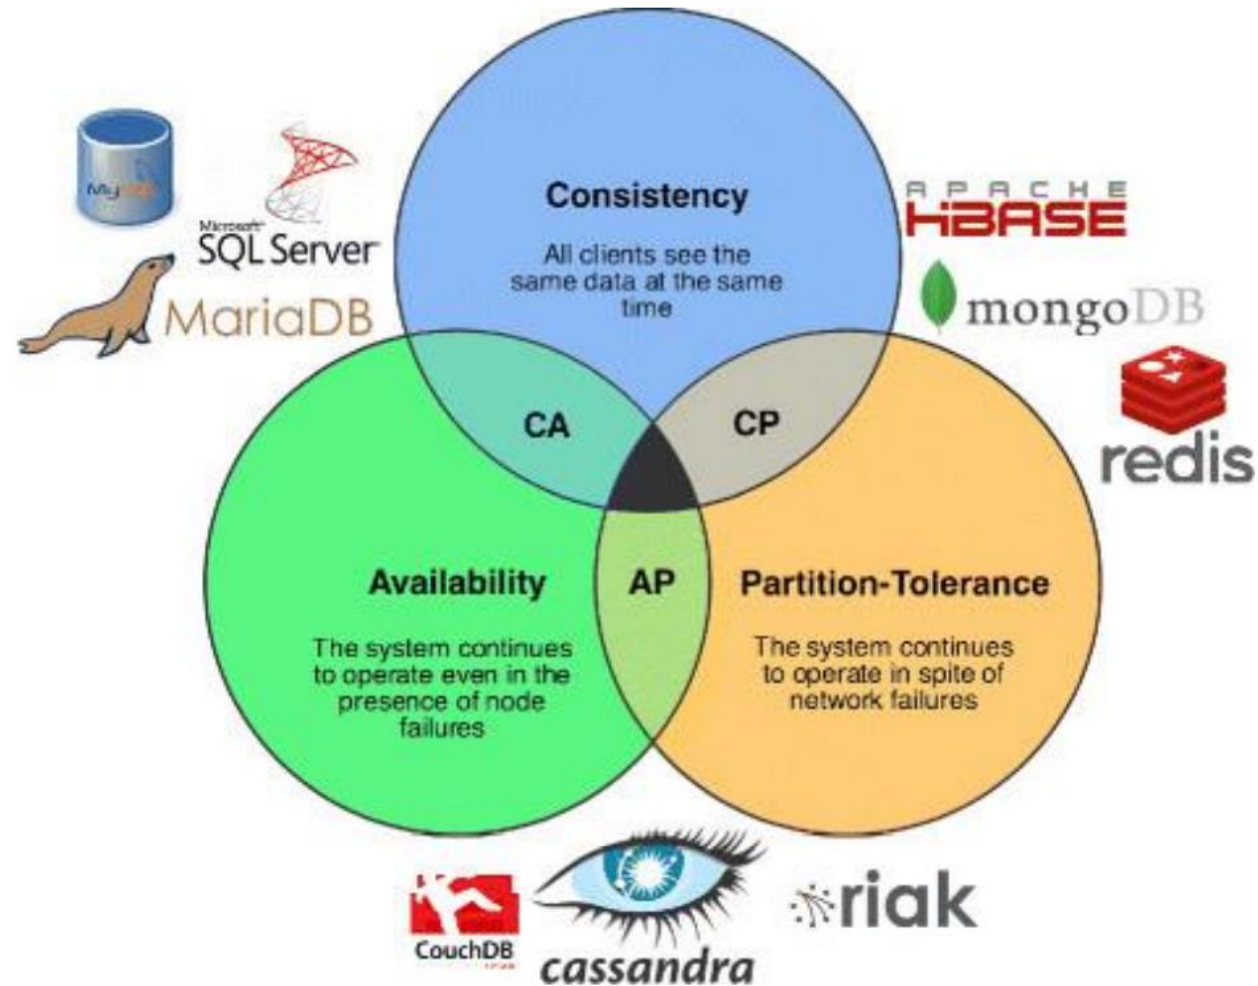 MySQL
Microsoft
SQL Server
MariaDB
Consistency
All clients see the
same data at the same
time
APACHE
HBASE
mongoDB
redis
CA
CP
Availability
The system continues
to operate even in the
presence of node
failures
AP
Partition-Tolerance
The system continues
to operate in spite of
network failures
CouchDB
cassandra
riak